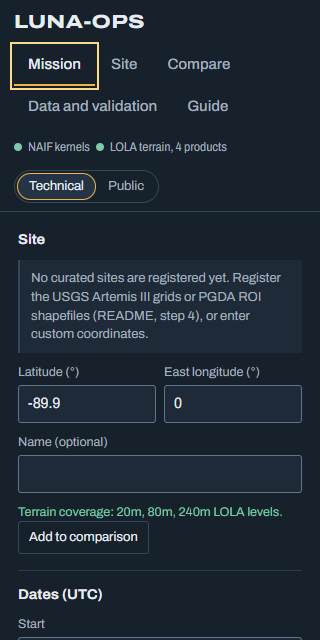 LUNA-OPS
Mission Site Compare
Data and validation Guide
NAIF kernels LOLA terrain, 4 products
Technical Public
Site
No curated sites are registered yet. Register
the USGS Artemis III grids or PGDA ROI
shapefiles (README, step 4), or enter
custom coordinates.
Latitude (°) East longitude (°)
-89.9 0
Name (optional)
Terrain coverage: 20m, 80m, 240m LOLA levels.
Add to comparison
Dates (UTC)
Start